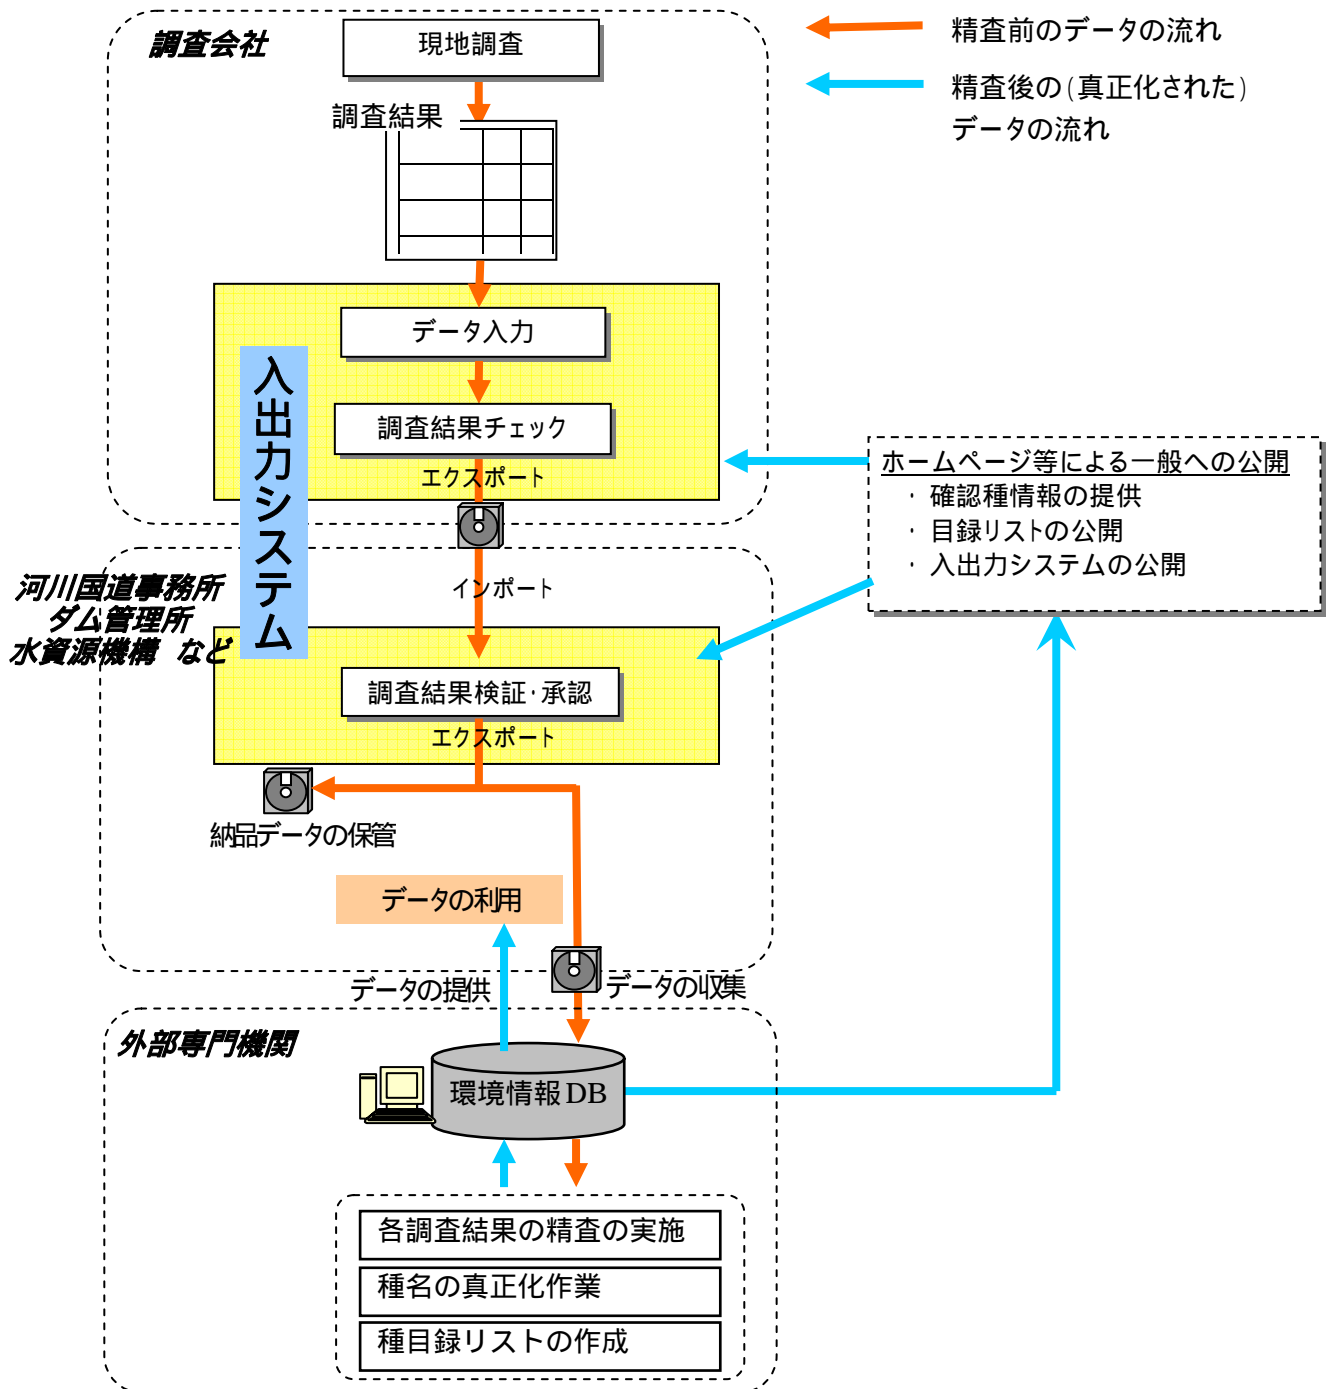 調査会社
現地調査
精査前のデータの流れ
精査後の(真正化された)
データの流れ
調査結果
データ入力
調査結果チェック
エクスポート
入出力システム
ホームページ等による一般への公開
・ 確認種情報の提供
・ 目録リストの公開
・ 入出力システムの公開
河川国道事務所
ダム管理所
水資源機構 など
インポート
調査結果検証・承認
エクスポート
納品データの保管
データの利用
データの提供
データの収集
外部専門機関
環境情報 DB
各調査結果の精査の実施
種名の真正化作業
種目録リストの作成